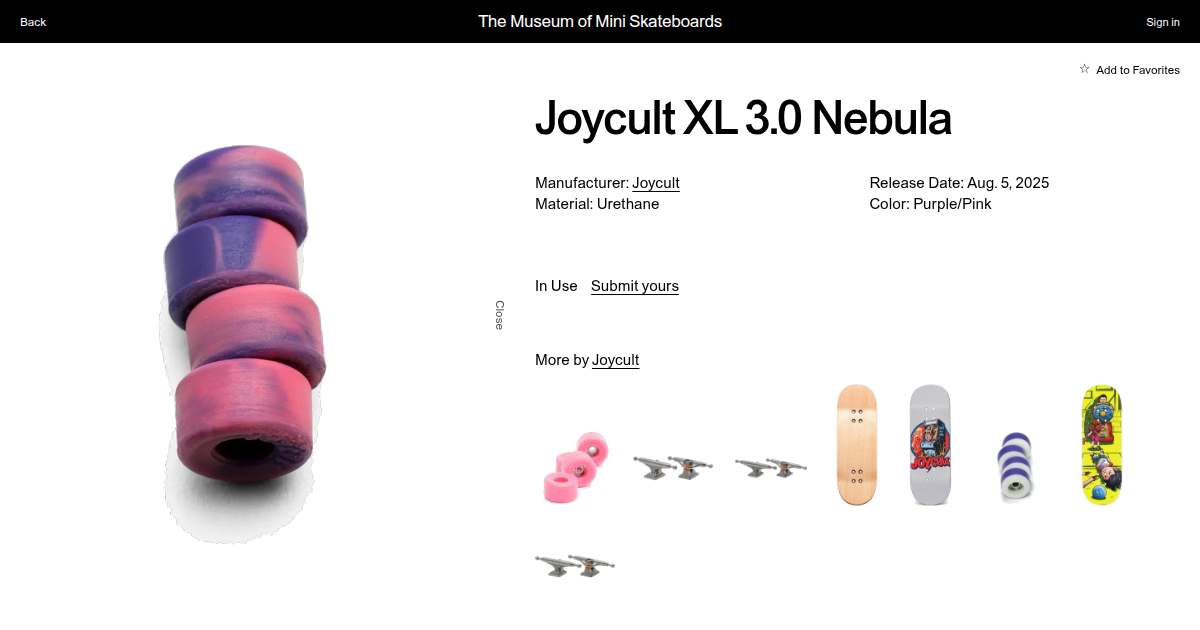 Back
The Museum of Mini Skateboards
Sign in
☆ Add to Favorites
Joycult XL 3.0 Nebula
Manufacturer: Joycult
Material: Urethane
Release Date: Aug. 5, 2025
Color: Purple/Pink
In Use Submit yours
Close
More by Joycult
Joycult